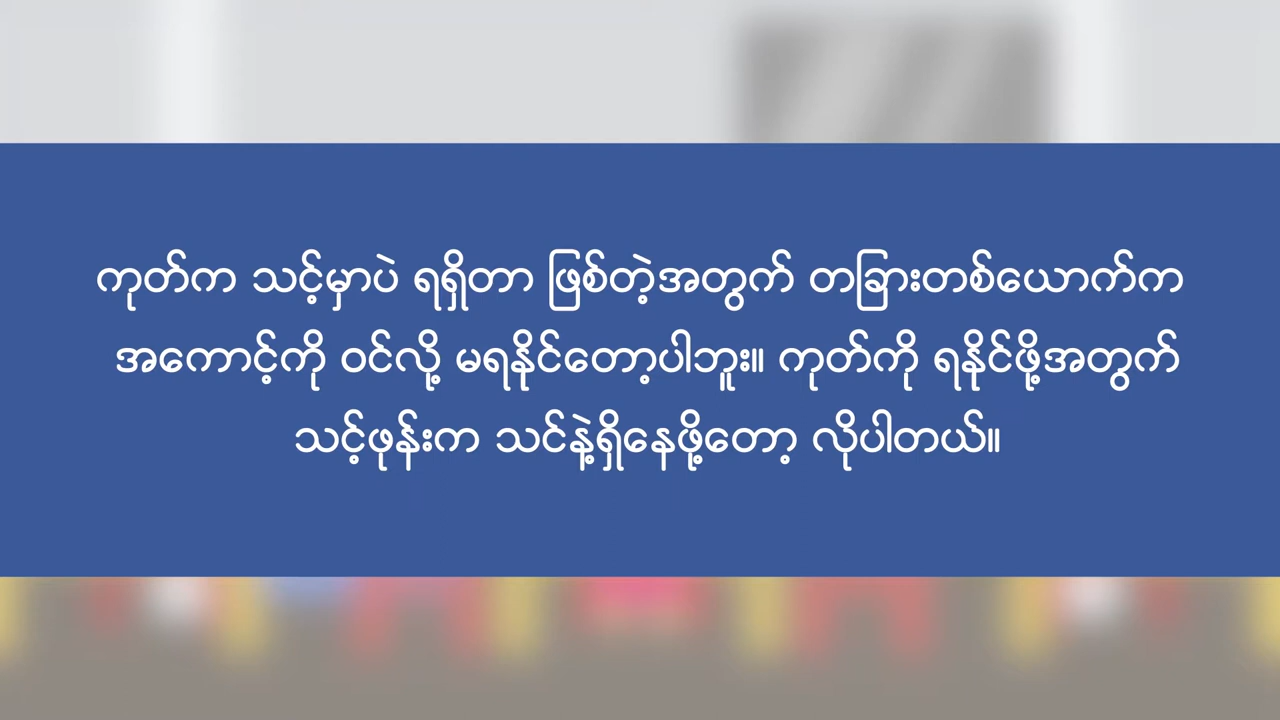 ကုတ်က သင့်မှာပဲ ရရှိတာ ဖြစ်တဲ့အတွက် တခြားတစ်ယောက်က
အကောင့်ကို ဝင်လို့ မရနိုင်တော့ပါဘူး။ ကုတ်ကို ရနိုင်ဖို့အတွက်
သင့်ဖုန်းက သင်နဲ့ရှိနေဖို့တော့ လိုပါတယ်။